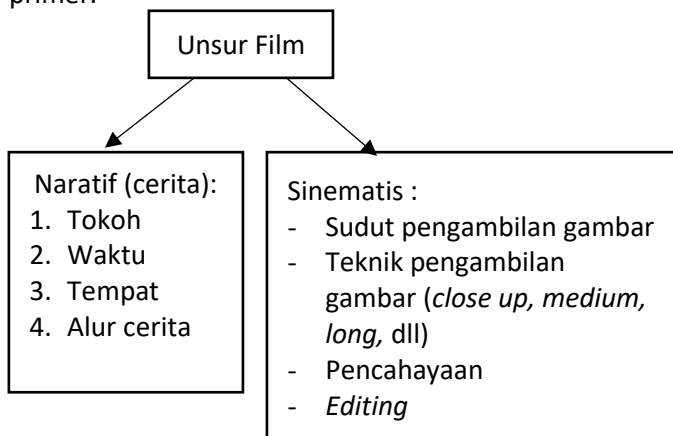 primer.
Unsur Film
Naratif (cerita):
1. Tokoh
2. Waktu
3. Tempat
4. Alur cerita
Sinematis :
- Sudut pengambilan gambar
- Teknik pengambilan
gambar (close up, medium,
long, dll)
- Pencahayaan
- Editing